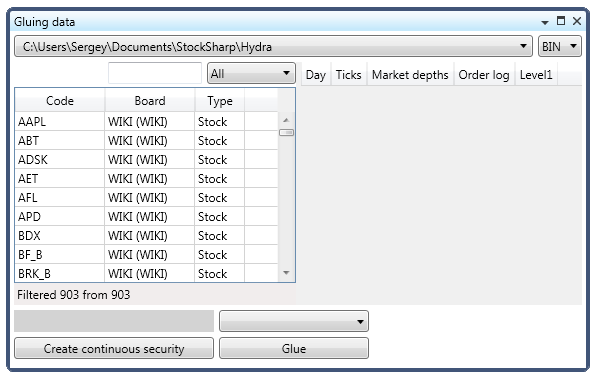 Gluing data
C:\Users\Sergey\Documents\StockSharp\Hydra BIN
All Day Ticks Market depths Order log Level1
Code Board Type
AAPL WIKI (WIKI) Stock
ABT WIKI (WIKI) Stock
ADSK WIKI (WIKI) Stock
AET WIKI (WIKI) Stock
AFL WIKI (WIKI) Stock
APD WIKI (WIKI) Stock
BDX WIKI (WIKI) Stock
BF_B WIKI (WIKI) Stock
BRK_B WIKI (WIKI) Stock
Filtered 903 from 903
Create continuous security Glue